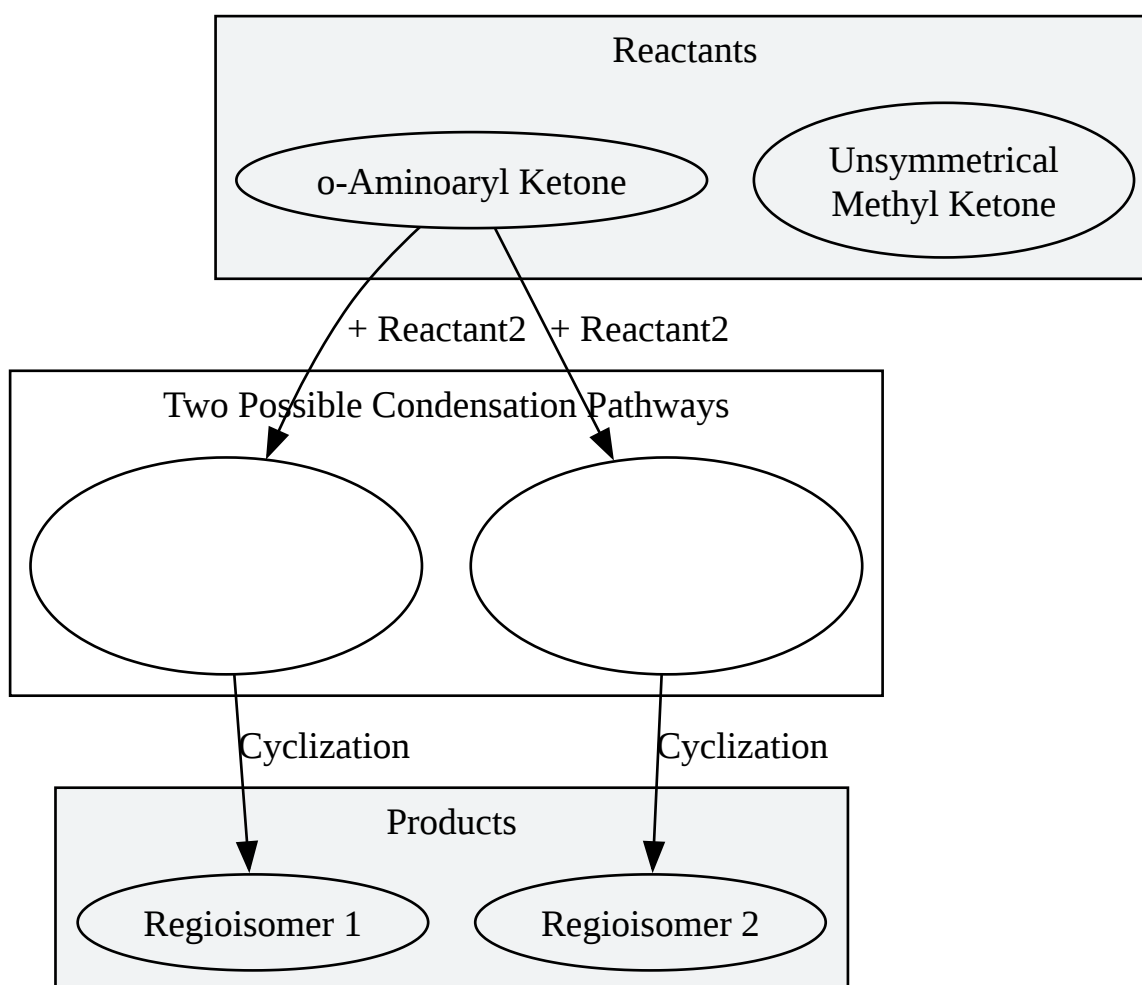 Reactants
o-Aminoaryl Ketone
Unsymmetrical
Methyl Ketone
+ Reactant2
+ Reactant2
Two Possible Condensation Pathways
Cyclization
Cyclization
Products
Regioisomer 1
Regioisomer 2